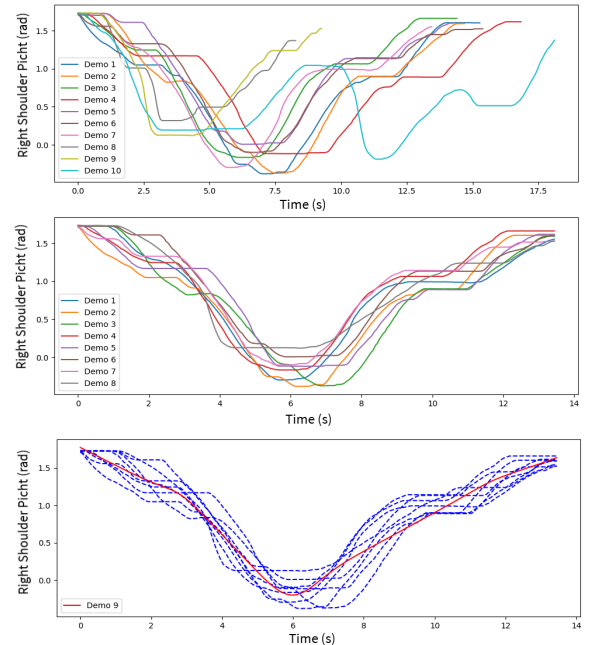 Right Shoulder Picht (rad)
1.5
1.0
0.5
0.0
Demo 1
Demo 2
Demo 3
Demo 4
Demo 5
Demo 6
Demo 7
Demo 8
Demo 9
Demo 10
0.0 2.5 5.0 7.5 10.0 12.5 15.0 17.5
Time (s)
Right Shoulder Picht (rad)
1.5
1.0
0.5
0.0
Demo 1
Demo 2
Demo 3
Demo 4
Demo 5
Demo 6
Demo 7
Demo 8
0 2 4 6 8 10 12 14
Time (s)
Right Shoulder Picht (rad)
1.5
1.0
0.5
0.0
Demo 9
0 2 4 6 8 10 12 14
Time (s)